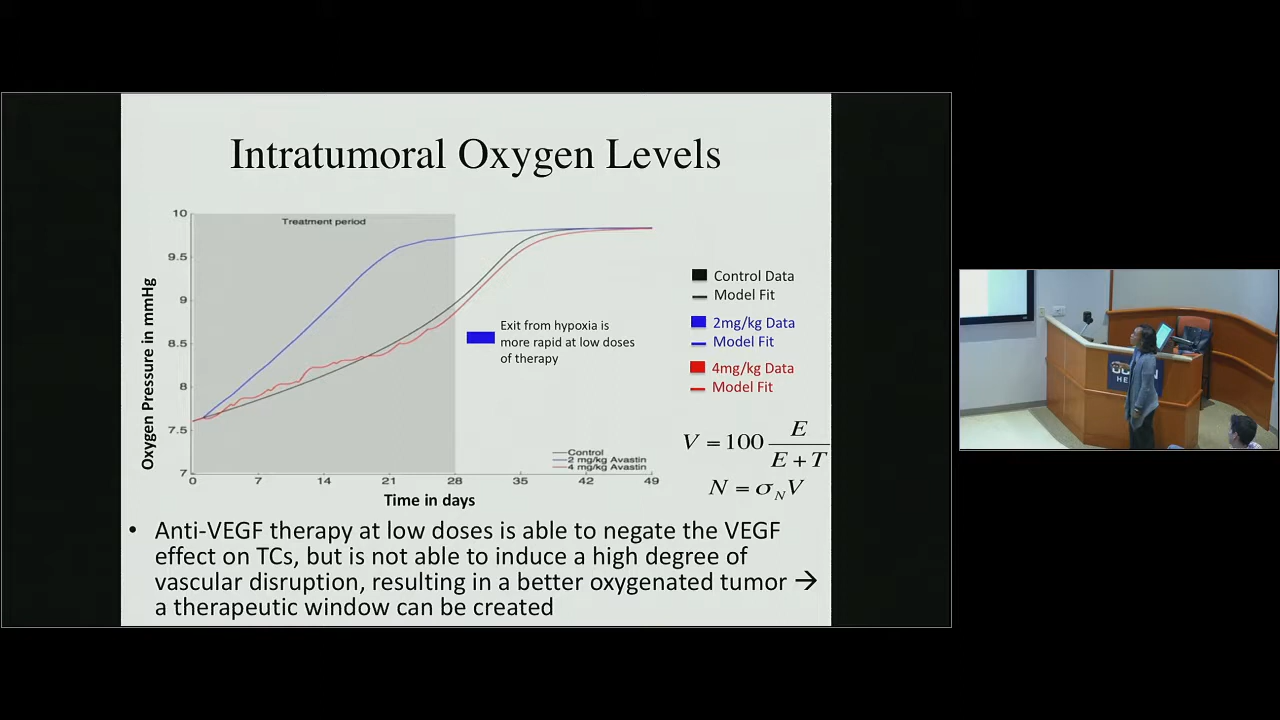 Intratumoral Oxygen Levels
10
9.5
9
8.5
8
7.5
7
Oxygen Pressure in mmHg
Treatment period
0 7 14 21 28 35 42 49
Time in days
Exit from hypoxia is
more rapid at low doses
of therapy
Control
2 mg/kg Avastin
4 mg/kg Avastin
Control Data
Model Fit
2mg/kg Data
Model Fit
4mg/kg Data
Model Fit
V = 100 E / E + T
N = σ_N V
• Anti-VEGF therapy at low doses is able to negate the VEGF
effect on TCs, but is not able to induce a high degree of
vascular disruption, resulting in a better oxygenated tumor →
a therapeutic window can be created